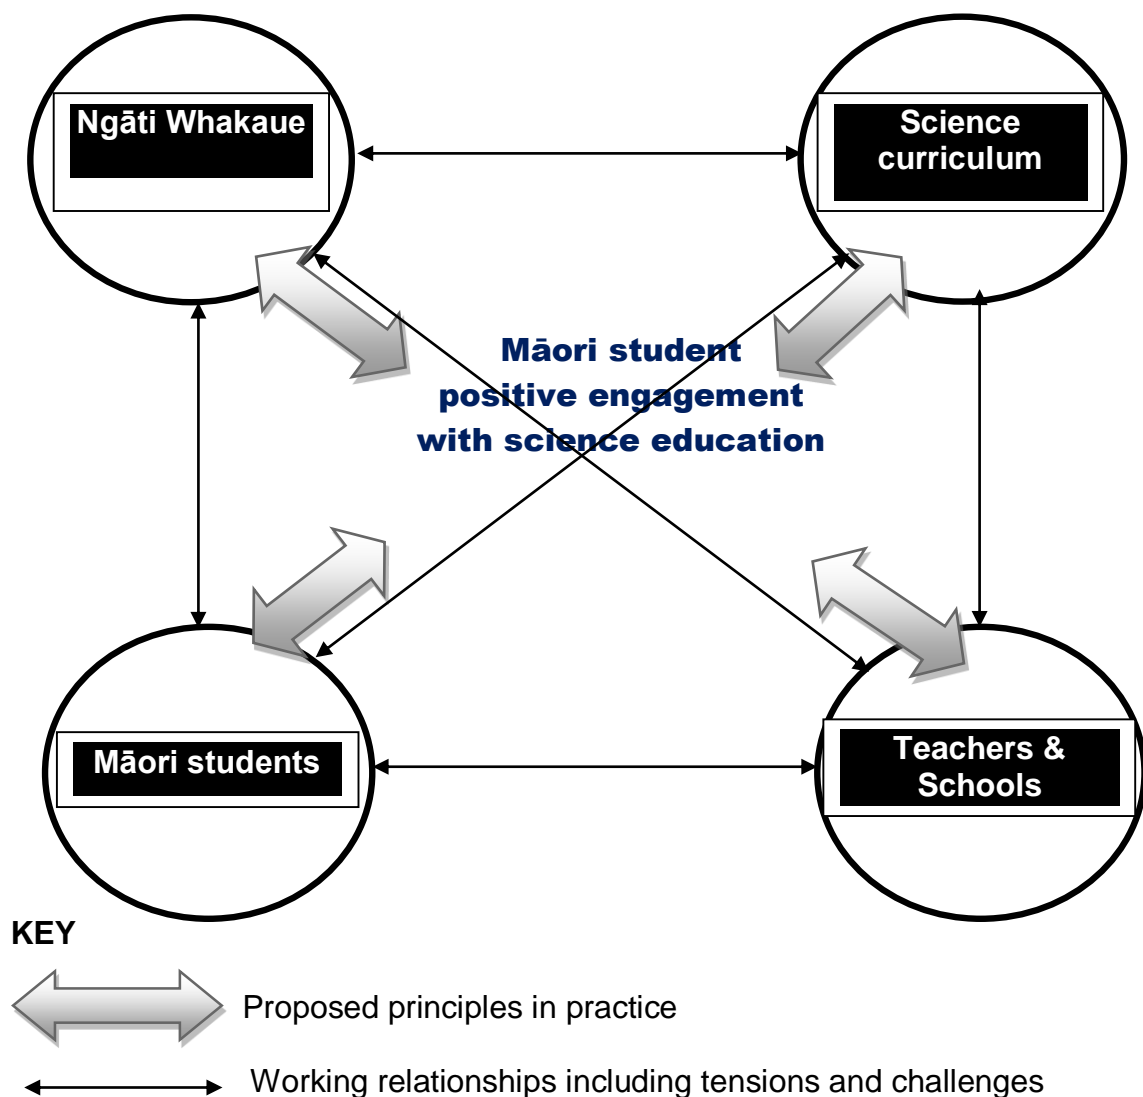 Ngāti Whakaue
Science
curriculum
Māori student
positive engagement
with science education
Māori students
Teachers &
Schools
KEY
Proposed principles in practice
Working relationships including tensions and challenges